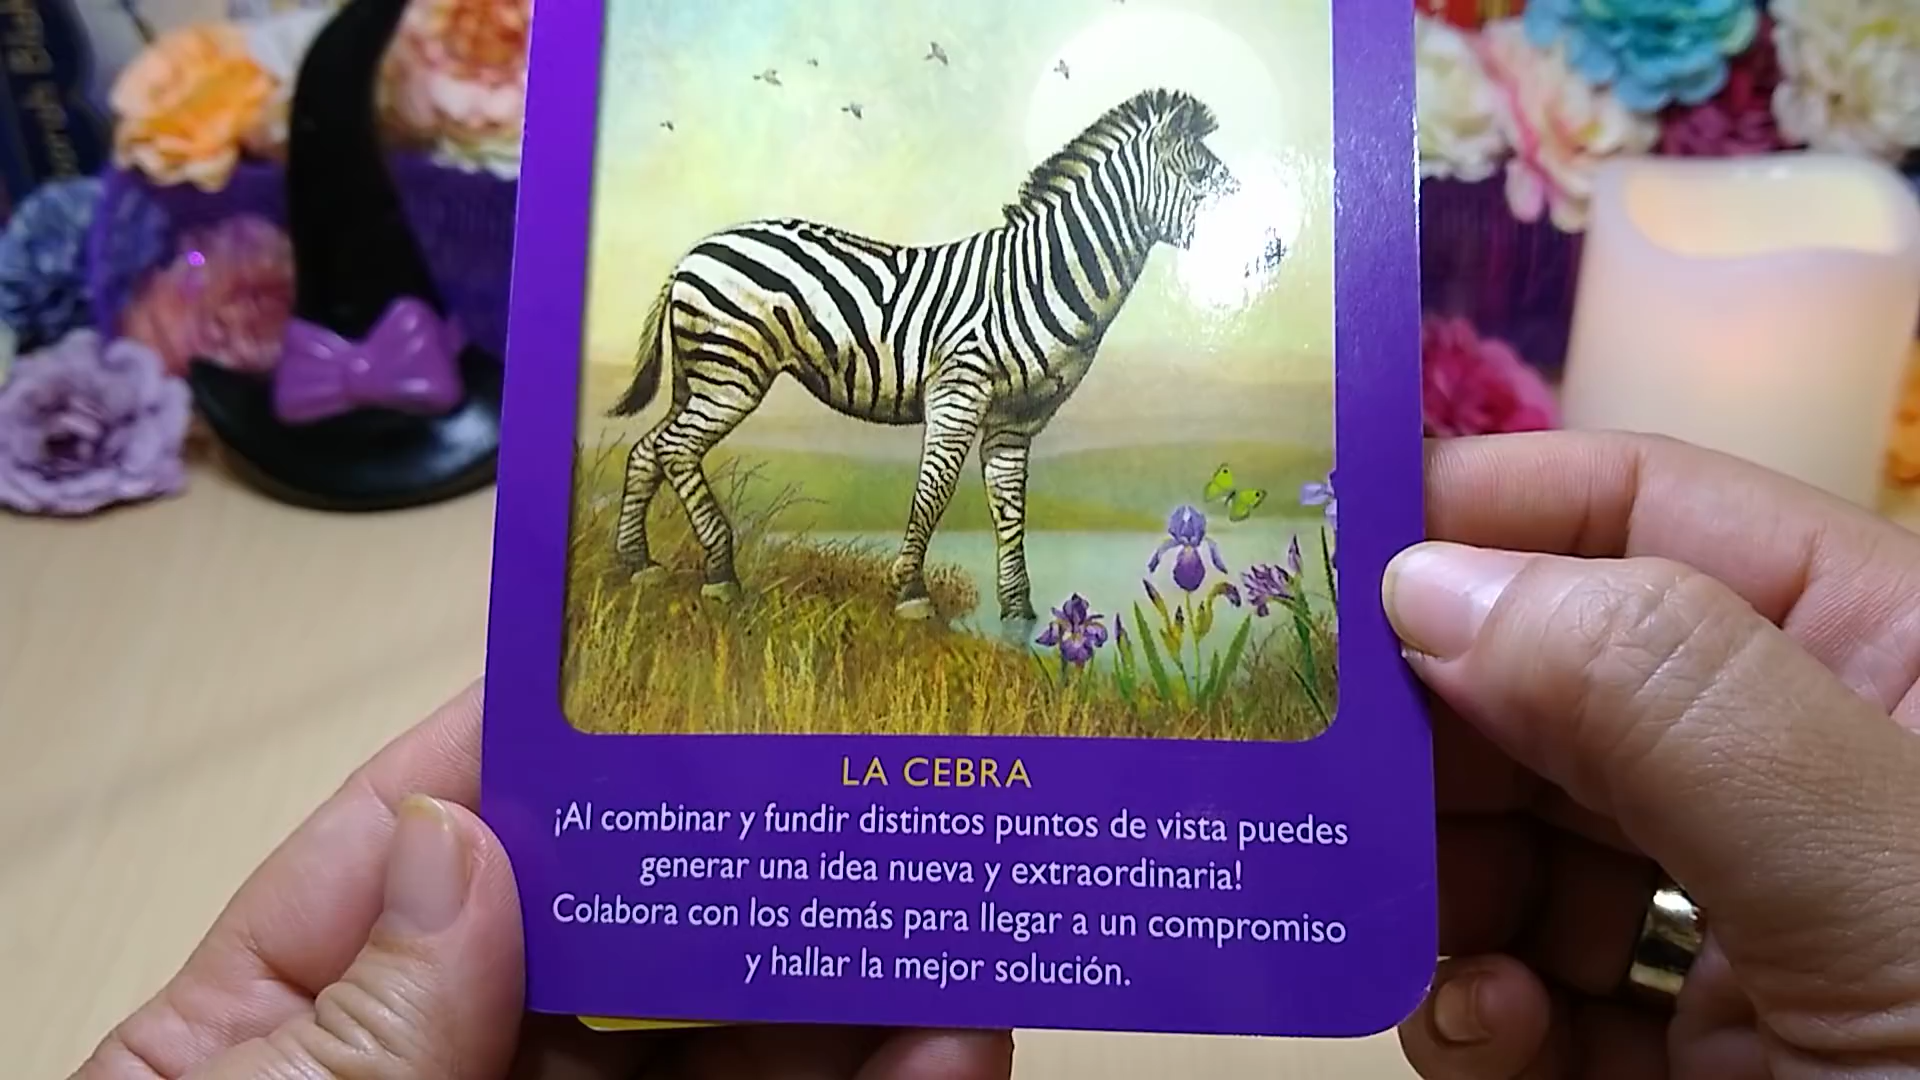 LA CEBRA
¡Al combinar y fundir distintos puntos de vista puedes
generar una idea nueva y extraordinaria!
Colabora con los demás para llegar a un compromiso
y hallar la mejor solución.